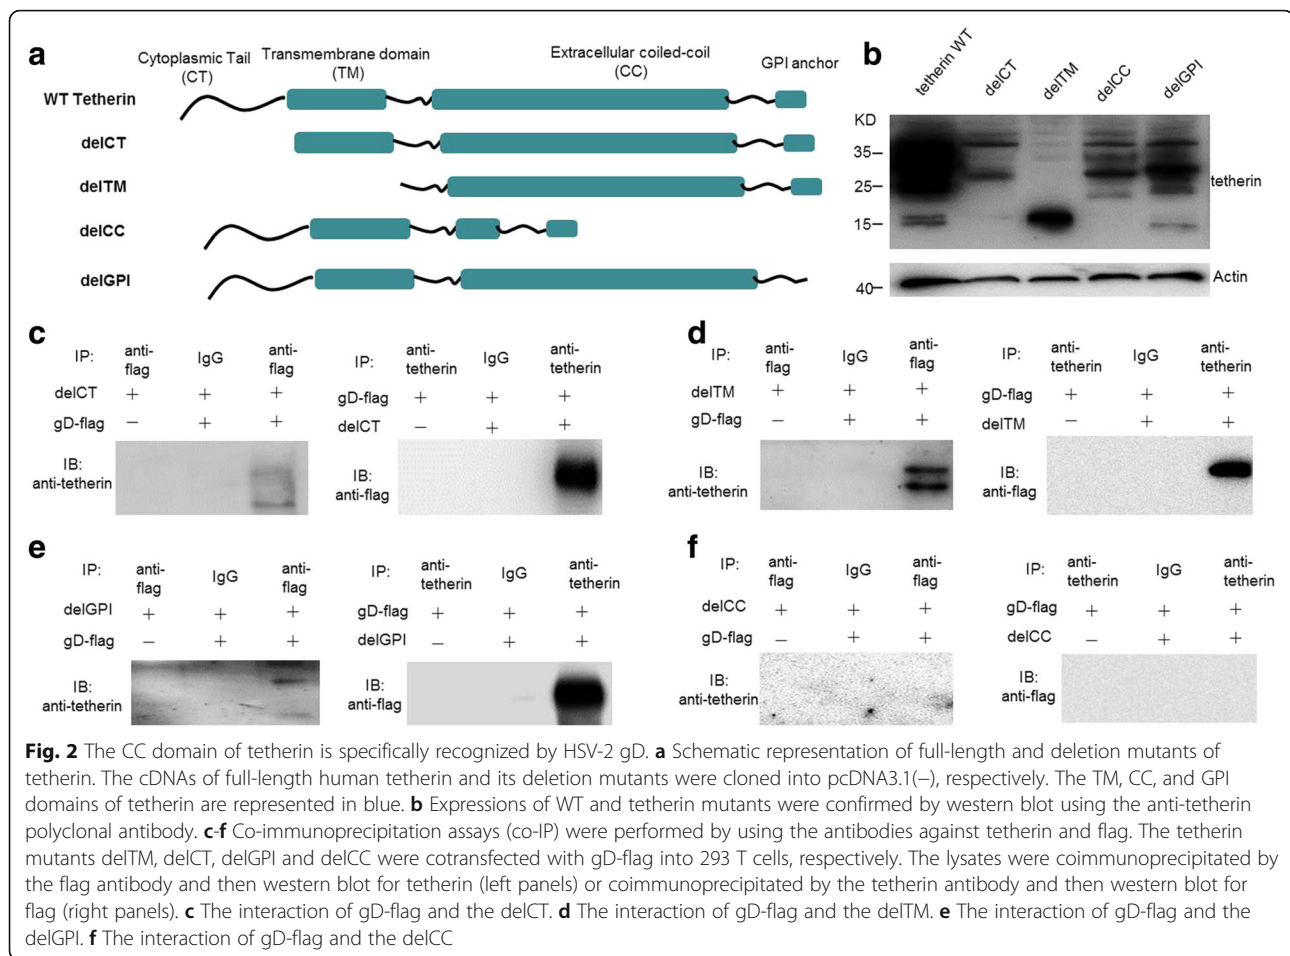 a
Cytoplasmic Tail
(CT)
Transmembrane domain
(TM)
Extracellular coiled-coil
(CC)
GPI anchor
WT Tetherin
delCT
delTM
delCC
delGPI
b
tetherin WT
delCT
delTM
delCC
delGPI
KD
35
25
15
tetherin
40
Actin
c
IP: anti-flag IgG anti-flag
delCT + + +
gD-flag − + +
IB:
anti-tetherin
IP: anti-tetherin IgG anti-tetherin
gD-flag + + +
delCT − + +
IB:
anti-flag
d
IP: anti-flag IgG anti-flag
delTM + + +
gD-flag − + +
IB:
anti-tetherin
IP: anti-tetherin IgG anti-tetherin
gD-flag + + +
delTM − + +
IB:
anti-flag
e
IP: anti-flag IgG anti-flag
delGPI + + +
gD-flag − + +
IB:
anti-tetherin
IP: anti-tetherin IgG anti-tetherin
gD-flag + + +
delGPI − + +
IB:
anti-flag
f
IP: anti-flag IgG anti-flag
delCC + + +
gD-flag − + +
IB:
anti-tetherin
IP: anti-tetherin IgG anti-tetherin
gD-flag + + +
delCC − + +
IB:
anti-flag
Fig. 2 The CC domain of tetherin is specifically recognized by HSV-2 gD. a Schematic representation of full-length and deletion mutants of
tetherin. The cDNAs of full-length human tetherin and its deletion mutants were cloned into pcDNA3.1(−), respectively. The TM, CC, and GPI
domains of tetherin are represented in blue. b Expressions of WT and tetherin mutants were confirmed by western blot using the anti-tetherin
polyclonal antibody. c-f Co-immunoprecipitation assays (co-IP) were performed by using the antibodies against tetherin and flag. The tetherin
mutants delTM, delCT, delGPI and delCC were cotransfected with gD-flag into 293 T cells, respectively. The lysates were coimmunoprecipitated by
the flag antibody and then western blot for tetherin (left panels) or coimmunoprecipitated by the tetherin antibody and then western blot for
flag (right panels). c The interaction of gD-flag and the delCT. d The interaction of gD-flag and the delTM. e The interaction of gD-flag and the
delGPI. f The interaction of gD-flag and the delCC